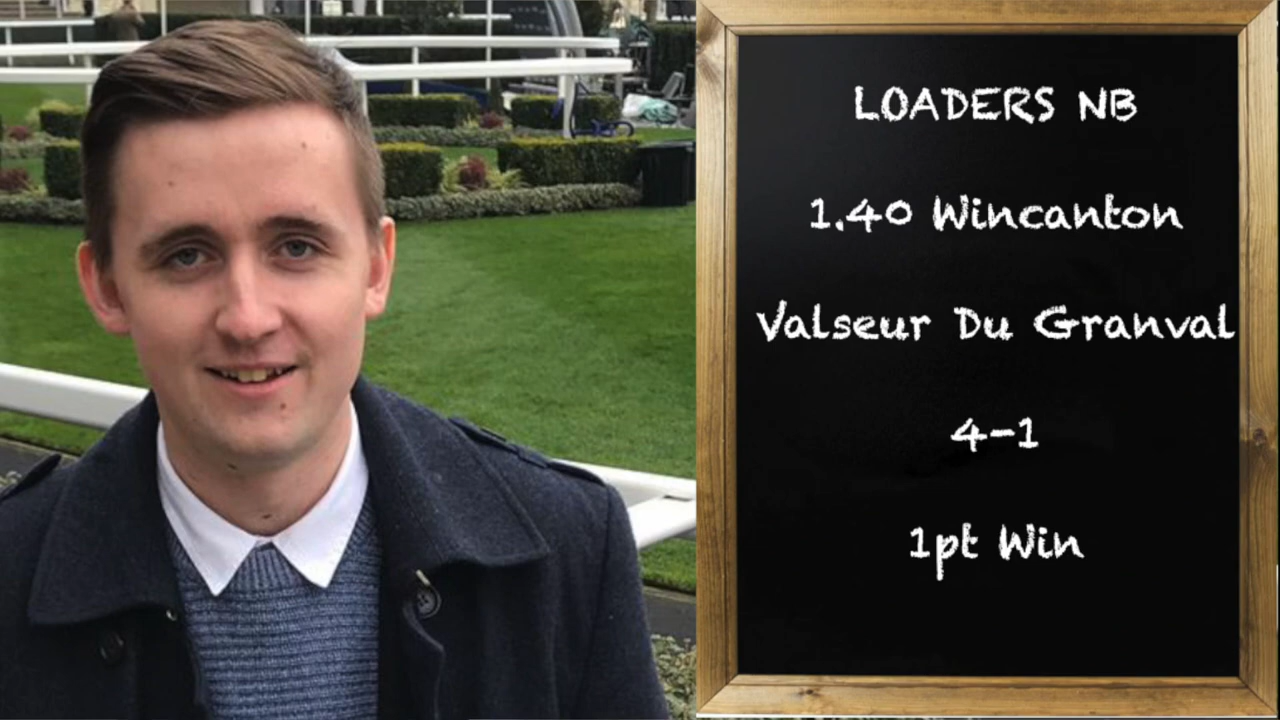 LOADERS NB
1.40 Wincanton
Valseur Du Granval
4-1
1pt Win